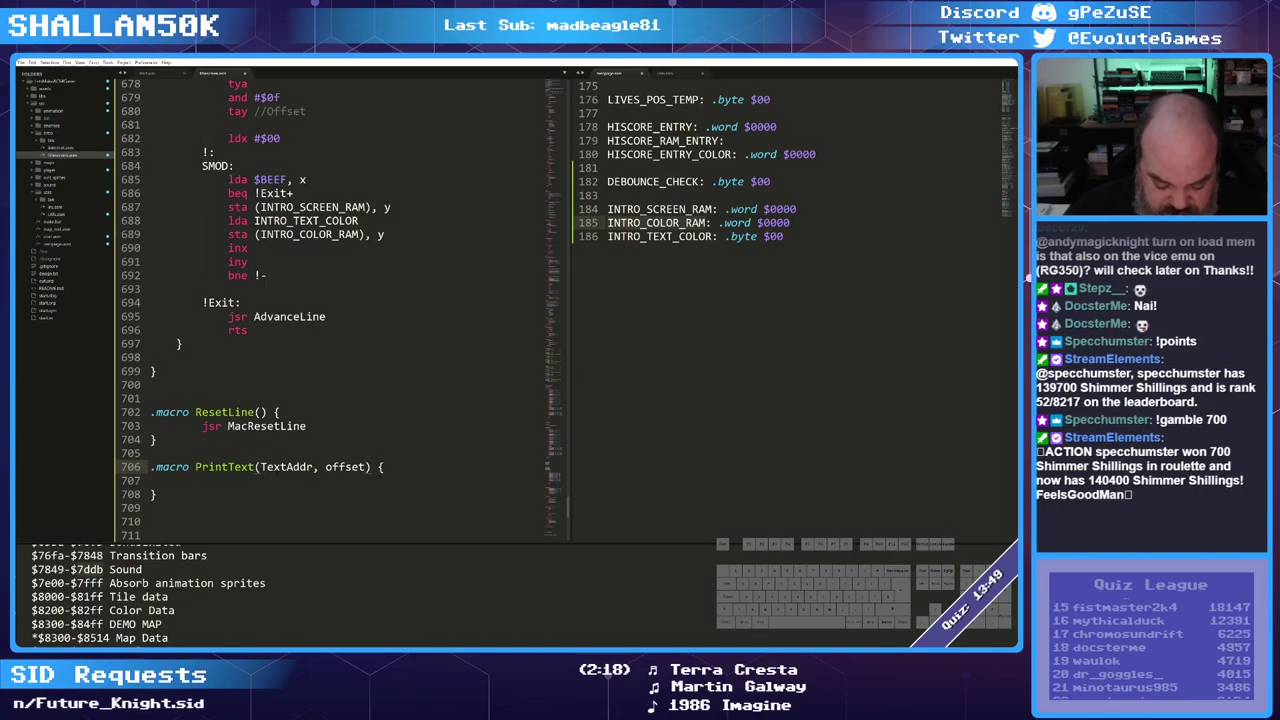 SHALLAN50K
Last Sub: madbeagle81
Discord gPeZuSE
Twitter @EvoluteGames
FOLDERS
678 tya
679 and #$0f
680 tay //Offset
681
682 ldx #$00
683 !:
684 SMOD:
685 lda $BEEF, x
686 beq !Exit+
687 sta (INTRO_SCREEN_RAM), y
688 lda INTRO_TEXT_COLOR
689 sta (INTRO_COLOR_RAM), y
690 inx
691 iny
692 bne !-
693
694 !Exit:
695 jsr AdvanceLine
696 rts
697 }
698
699 }
700
701
702 .macro ResetLine() {
703 jsr MacResetLine
704 }
705
706 .macro PrintText(TextAddr, offset) {
707
708 }
709
710
711
175
176 LIVES_POS_TEMP: .byte $00
177
178 HISCORE_ENTRY: .word $0000
179 HISCORE_RAM_ENTRY: .word $0000
180 HISCORE_ENTRY_COLOR: .word $0000
181
182 DEBOUNCE_CHECK: .byte $00
183
184 INTRO_SCREEN_RAM: .word $0000
185 INTRO_COLOR_RAM: .word $0000
186 INTRO_TEXT_COLOR: .byte $00
$76fa-$7848 Transition bars
$7849-$7ddb Sound
$7e00-$7fff Absorb animation sprites
$8000-$81ff Tile data
$8200-$82ff Color Data
$8300-$84ff DEMO MAP
*$8300-$8514 Map Data
Quiz: 13:49
@andymagicknight turn on load mem
is that also on the vice emu on
(RG350)? will check later on Thanks!!
Stepz__:
DocsterMe: Nai!
DocsterMe:
Specchumster: !points
StreamElements:
@specchumster, specchumster has
139700 Shimmer Shillings and is rank
52/8217 on the leaderboard.
Specchumster: !gamble 700
StreamElements:
ACTION specchumster won 700
Shimmer Shillings in roulette and
now has 140400 Shimmer Shillings!
FeelsGoodMan
Quiz League
15 fistmaster2k4 18147
16 mythicalduck 12391
17 chromosundrift 6225
18 docsterme 4957
19 waulok 4719
20 dr_goggles_ 4015
21 minotaurus985 3486
SID Requests
n/Future_Knight.sid
(2:18) Terra Cresta
Martin Galway
1986 Imagine